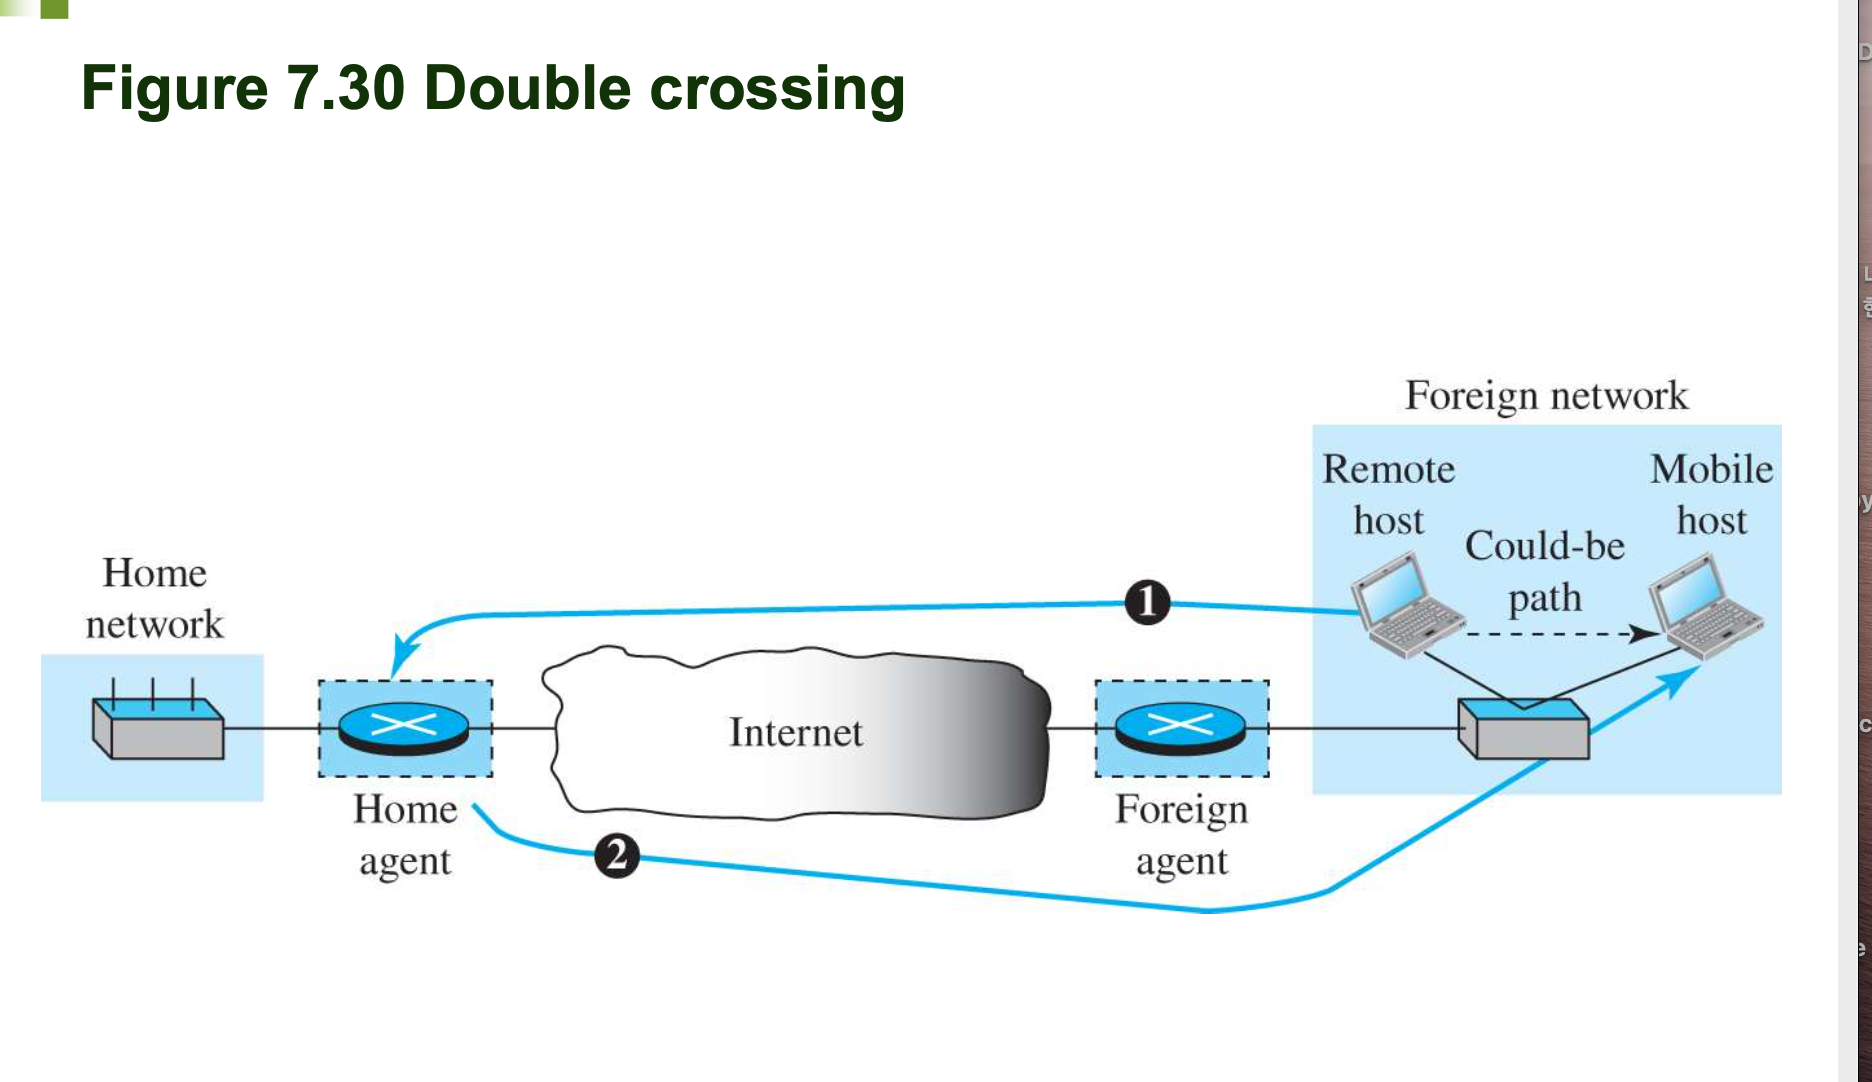 Figure 7.30 Double crossing
Foreign network
Remote
host
Mobile
host
Could-be
path
Home
network
1
Internet
Home
agent
Foreign
agent
2